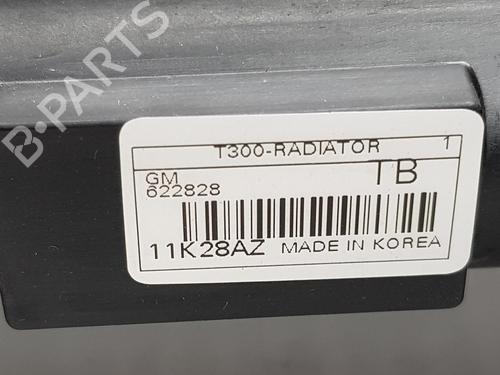 B-PARTS
T300-RADIATOR 1
GM TB
622828
11K28AZ MADE IN KOREA